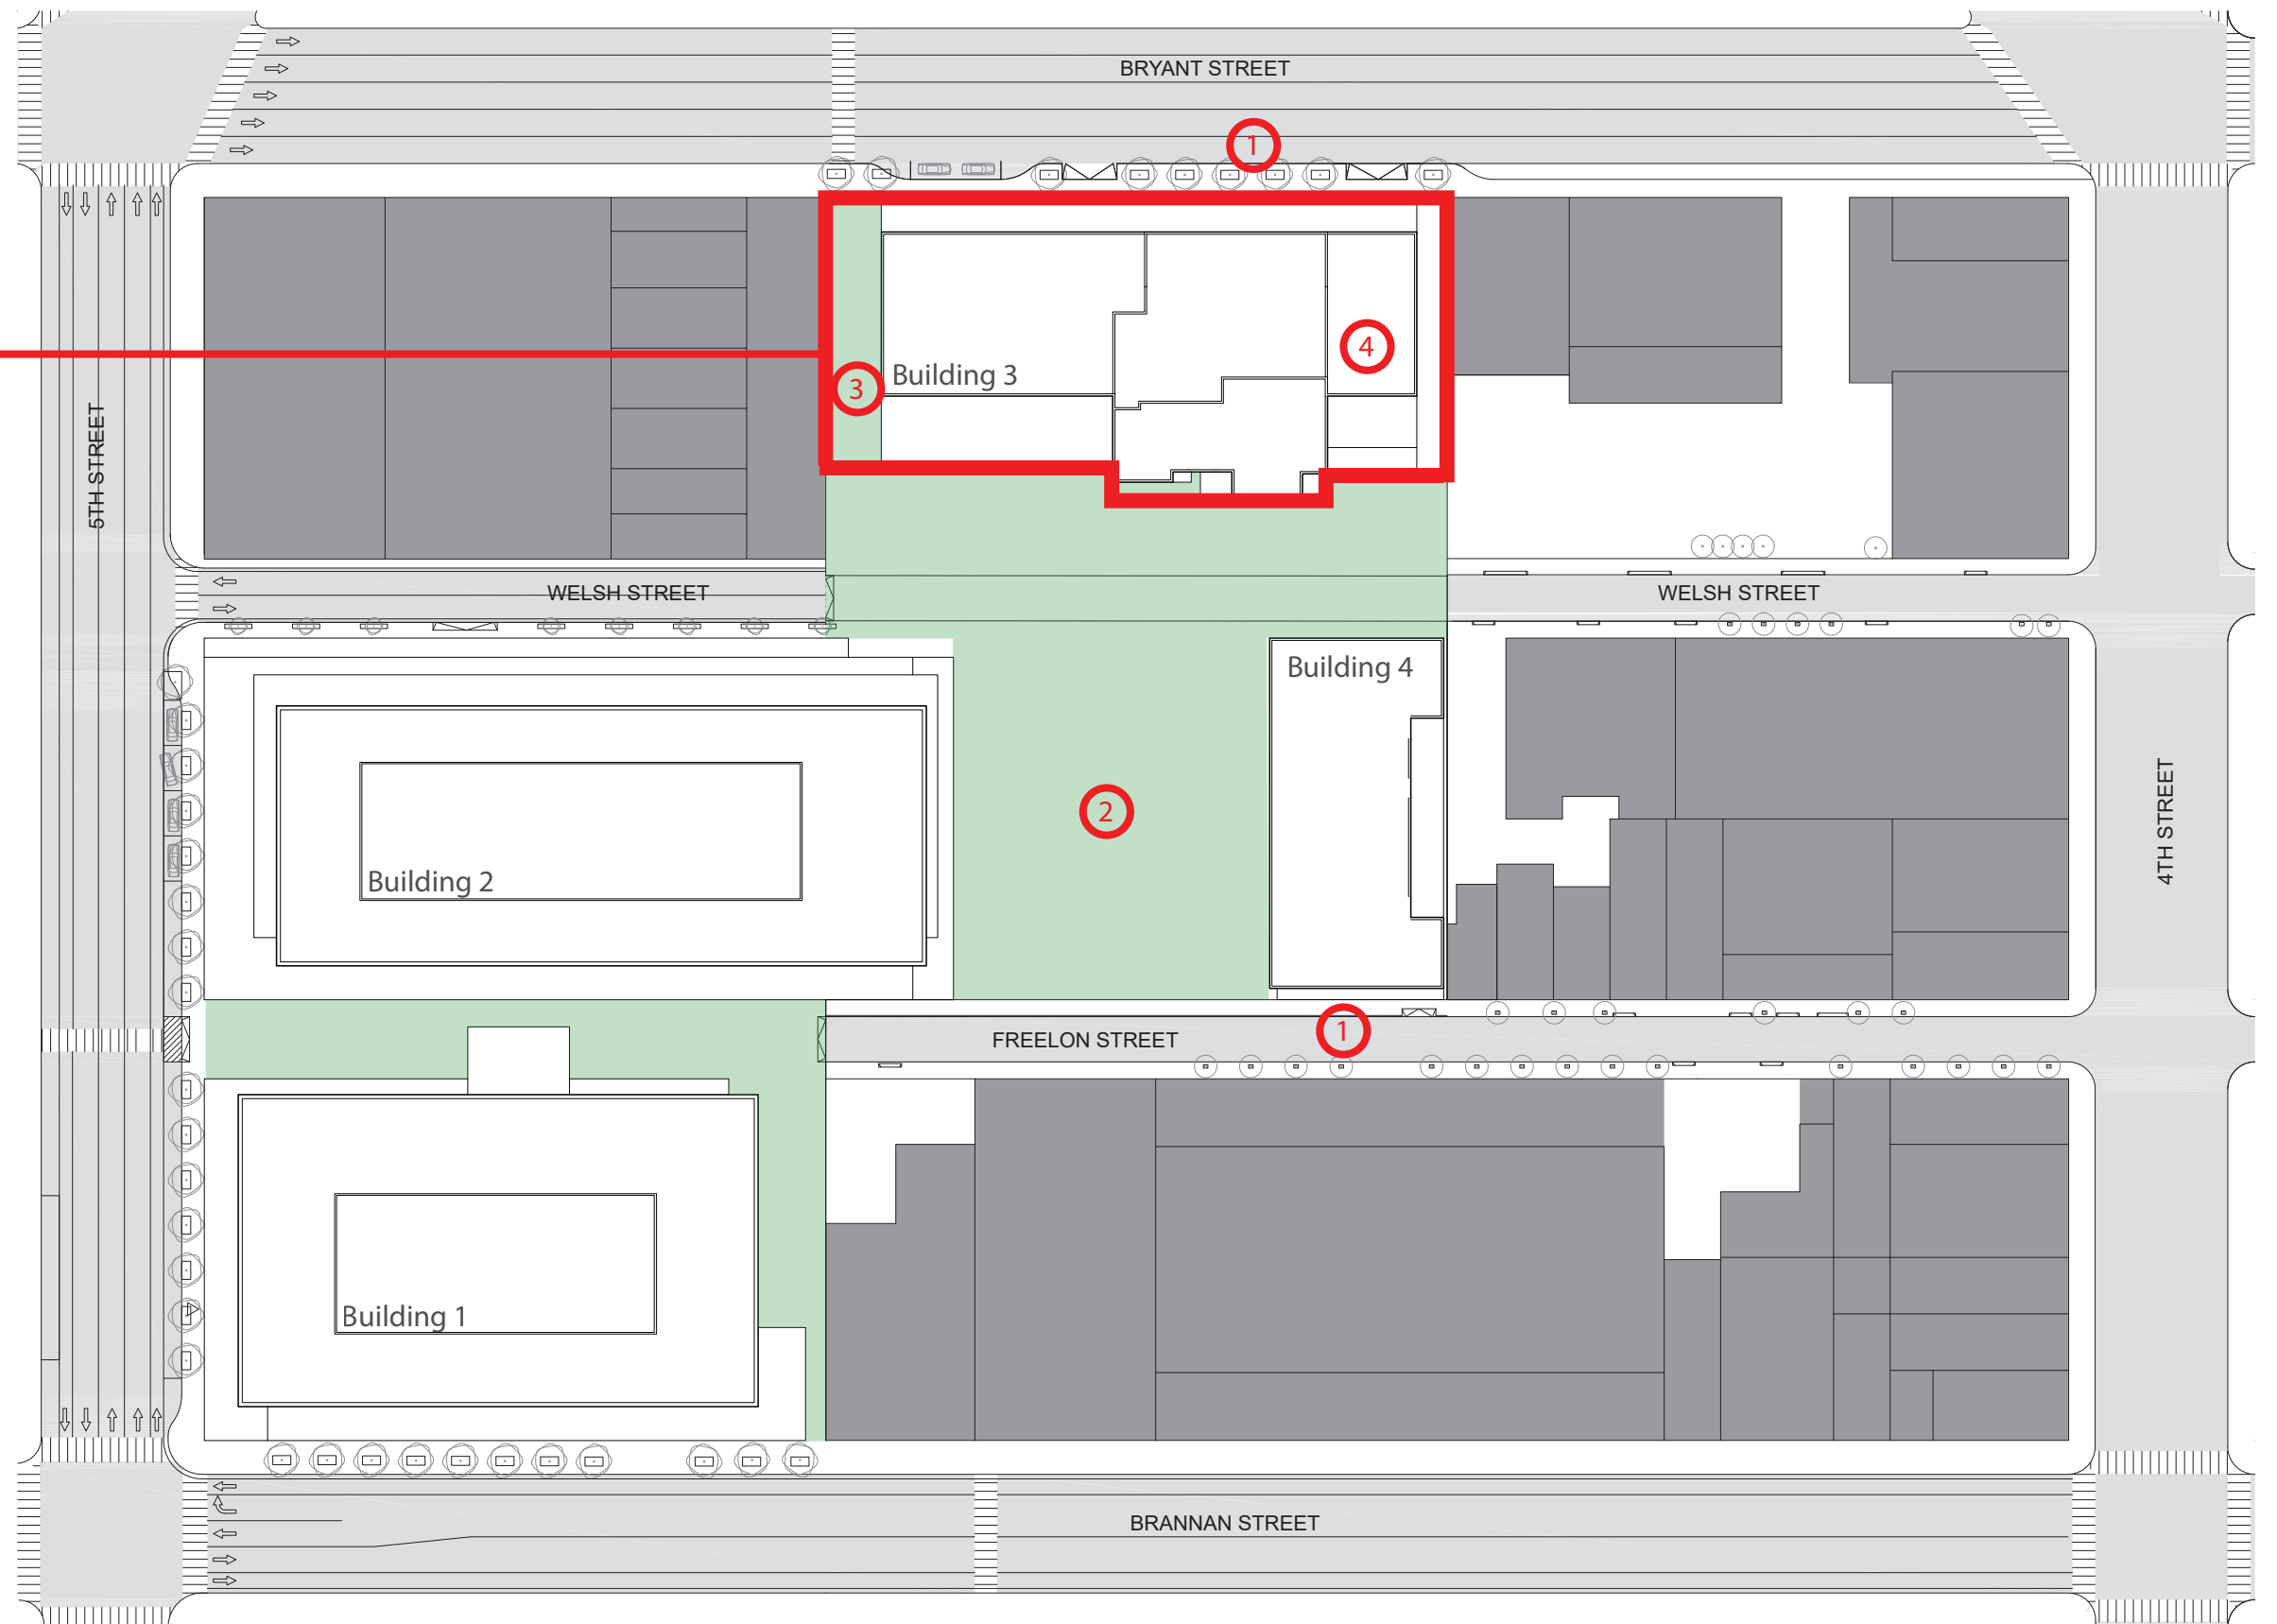 BRYANT STREET
1
4
Building 3
3
5TH STREET
WELSH STREET
WELSH STREET
Building 4
2
4TH STREET
Building 2
1
FREELON STREET
Building 1
BRANNAN STREET